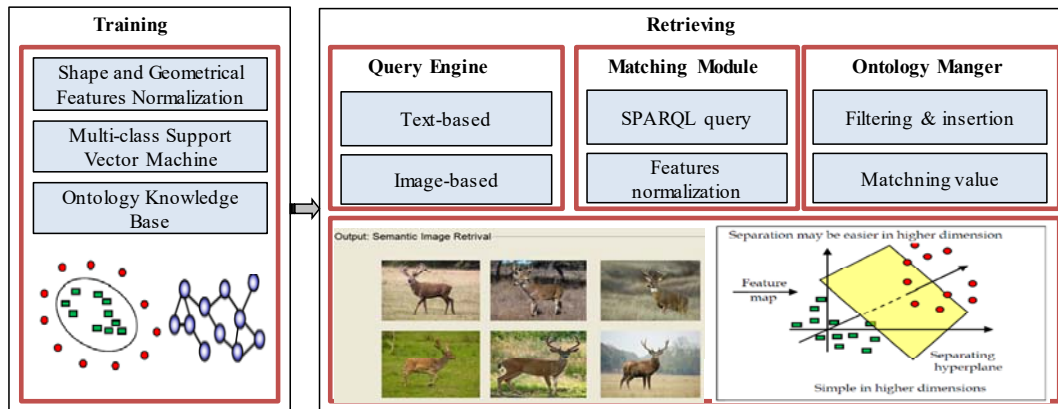 Training
Shape and Geometrical
Features Normalization
Multi-class Support
Vector Machine
Ontology Knowledge
Base
Retrieving
Query Engine
Text-based
Image-based
Matching Module
SPARQL query
Features
normalization
Ontology Manger
Filtering & insertion
Matchning value
Output: Semantic Image Retrival
Separation may be easier in higher dimension
Feature
map
Separating
hyperplane
Simple in higher dimensions